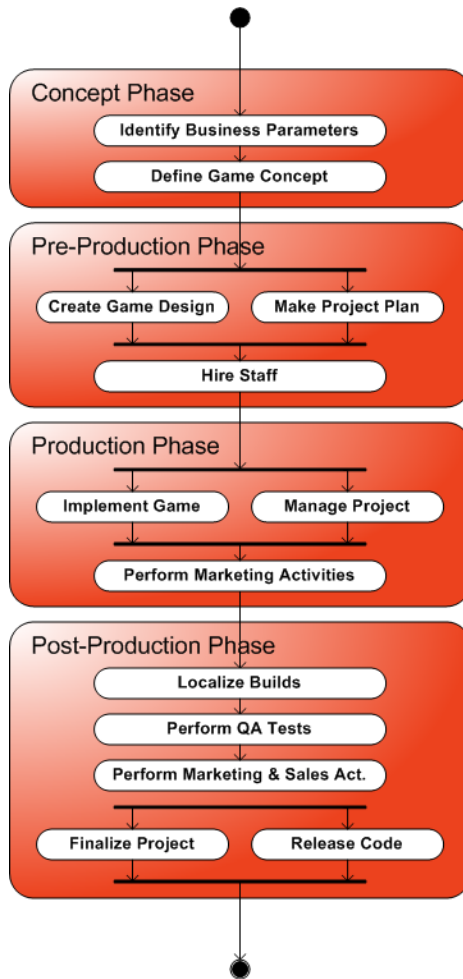 Concept Phase
Identify Business Parameters
Define Game Concept
Pre-Production Phase
Create Game Design
Make Project Plan
Hire Staff
Production Phase
Implement Game
Manage Project
Perform Marketing Activities
Post-Production Phase
Localize Builds
Perform QA Tests
Perform Marketing & Sales Act.
Finalize Project
Release Code